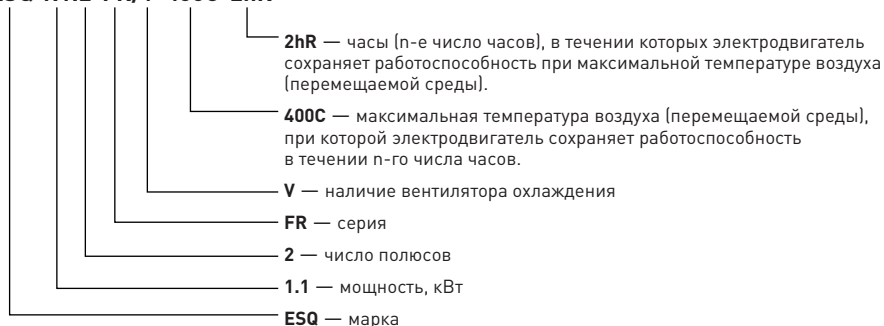 2hR — часы (n-е число часов), в течении которых электродвигатель
сохраняет работоспособность при максимальной температуре воздуха
(перемещаемой среды).
400C — максимальная температура воздуха (перемещаемой среды),
при которой электродвигатель сохраняет работоспособность
в течении n-го числа часов.
V — наличие вентилятора охлаждения
FR — серия
2 — число полюсов
1.1 — мощность, кВт
ESQ — марка